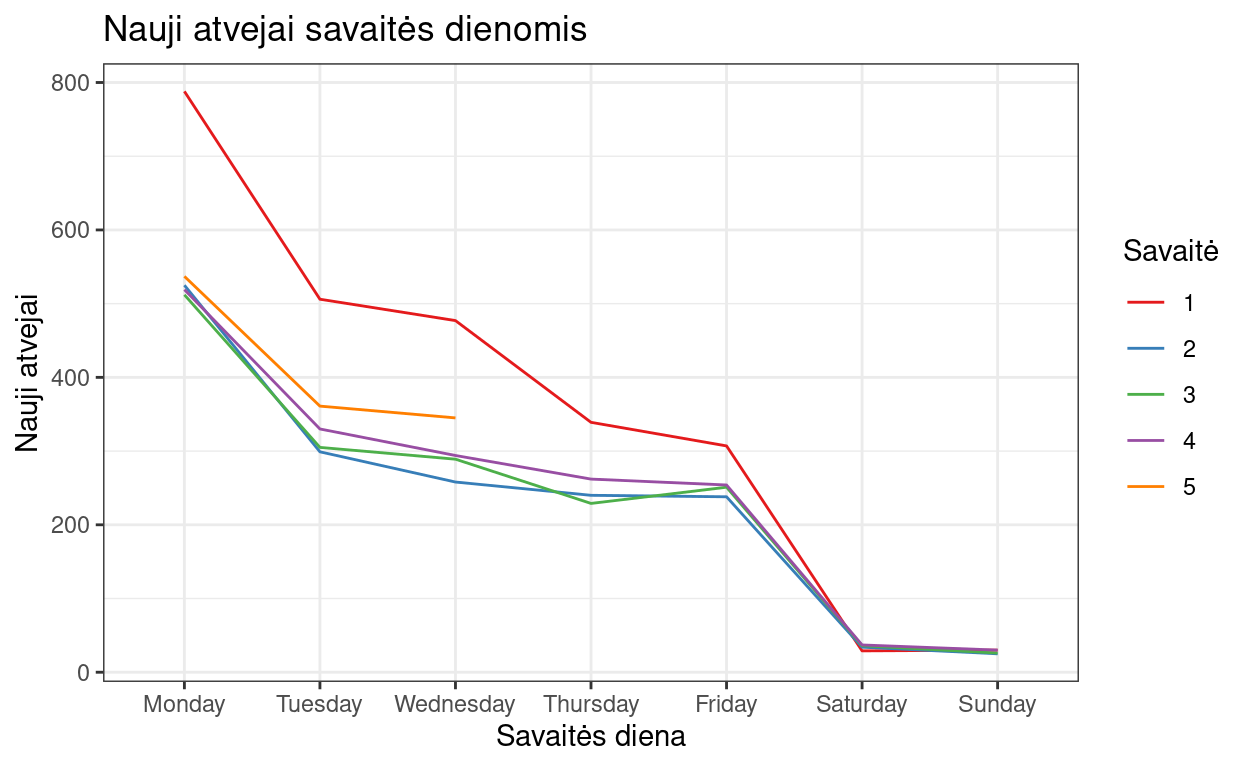 Nauji atvejai savaitės dienomis
Nauji atvejai
800
600
400
200
0
Monday Tuesday Wednesday Thursday Friday Saturday Sunday
Savaitės diena
Savaitė
1
2
3
4
5